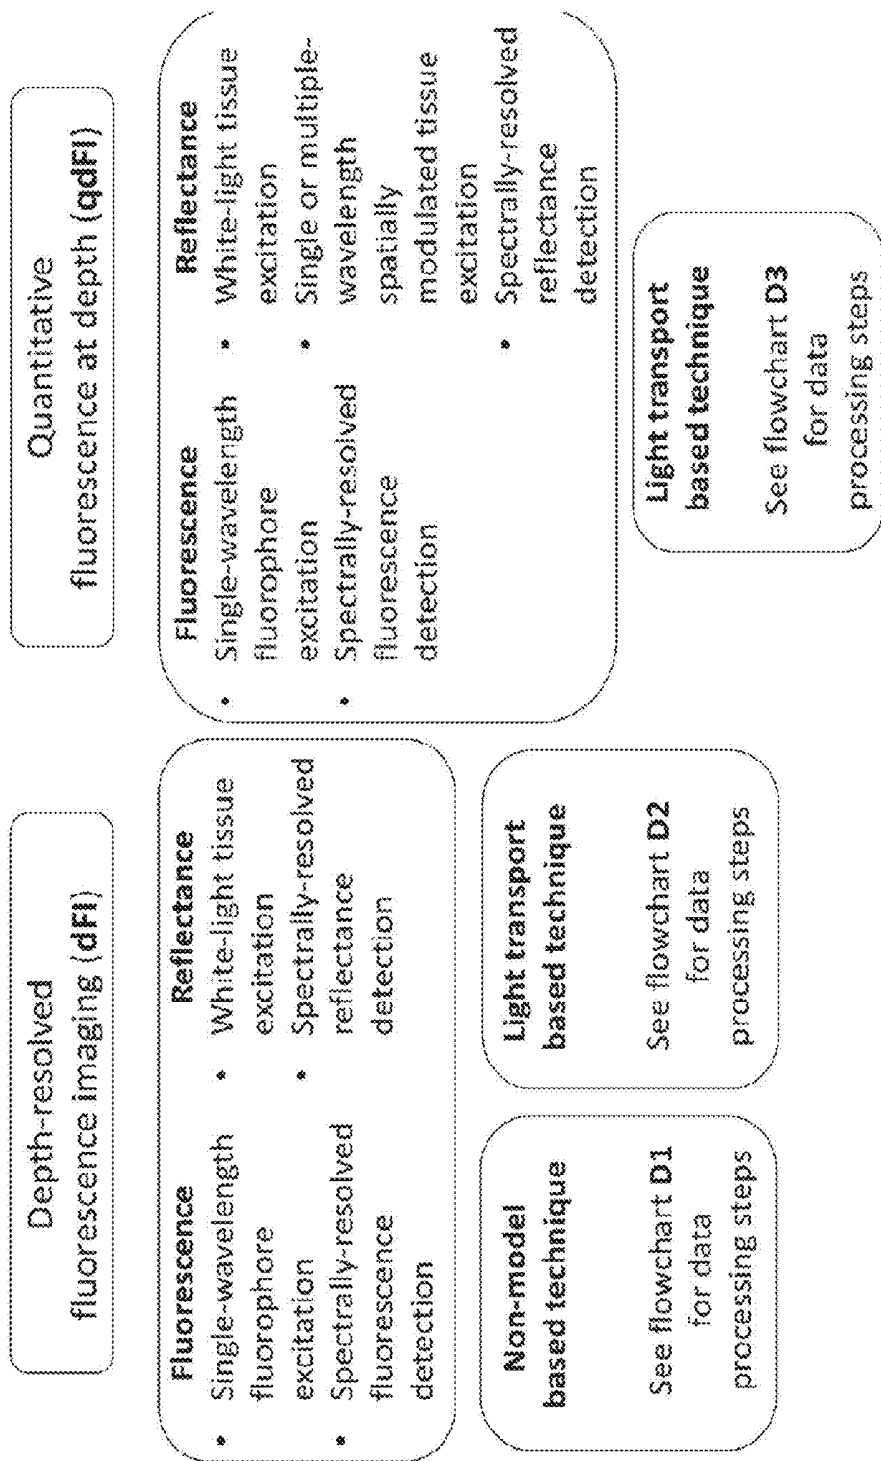 Depth-resolved
fluorescence imaging (dFI)
Fluorescence
• Single-wavelength
fluorophore
excitation
• Spectrally-resolved
fluorescence
detection
Reflectance
• White-light tissue
excitation
• Spectrally-resolved
reflectance
detection
Non-model
based technique
See flowchart D1
for data
processing steps
Light transport
based technique
See flowchart D2
for data
processing steps
Quantitative
fluorescence at depth (qdFI)
Fluorescence
• Single-wavelength
fluorophore
excitation
• Spectrally-resolved
fluorescence
detection
Reflectance
• White-light tissue
excitation
• Single or multiple-
wavelength
spatially
modulated tissue
excitation
• Spectrally-resolved
reflectance
detection
Light transport
based technique
See flowchart D3
for data
processing steps